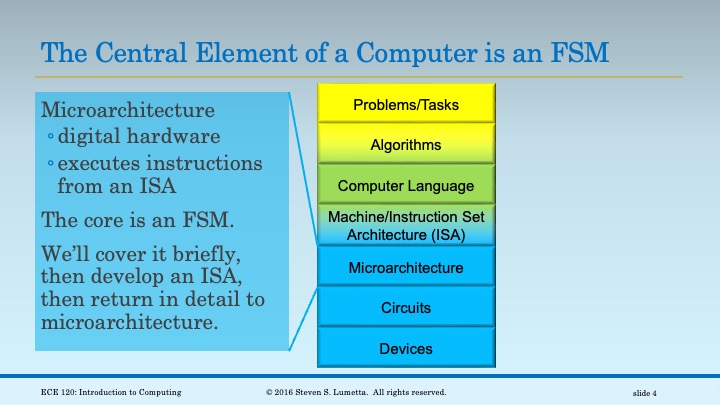 The Central Element of a Computer is an FSM
Microarchitecture
◦digital hardware
◦executes instructions
from an ISA
The core is an FSM.
We’ll cover it briefly,
then develop an ISA,
then return in detail to
microarchitecture.
Problems/Tasks
Algorithms
Computer Language
Machine/Instruction Set
Architecture (ISA)
Microarchitecture
Circuits
Devices
ECE 120: Introduction to Computing
© 2016 Steven S. Lumetta. All rights reserved.
slide 4